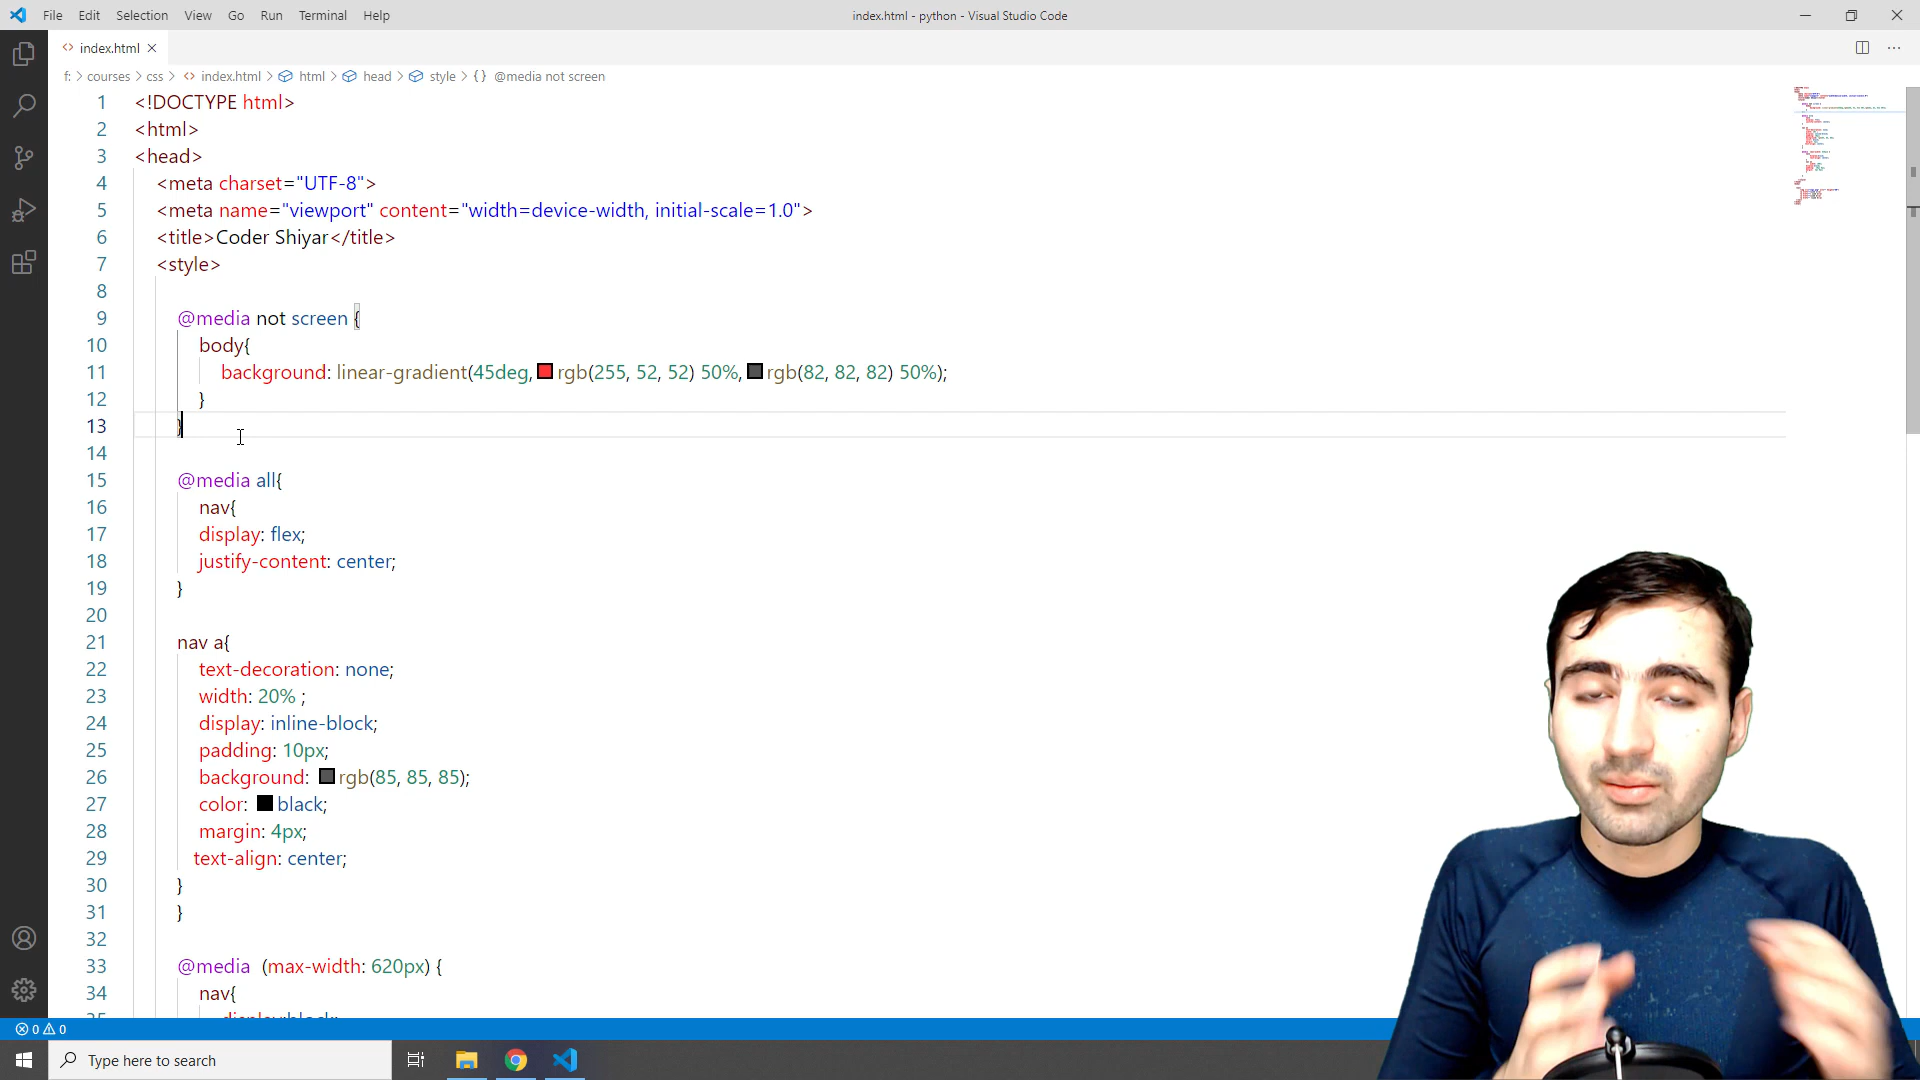 File Edit Selection View Go Run Terminal Help
index.html - python - Visual Studio Code
index.html
f: > courses > css > index.html > html > head > style > {} @media not screen
1 <!DOCTYPE html>
2 <html>
3 <head>
4 <meta charset="UTF-8">
5 <meta name="viewport" content="width=device-width, initial-scale=1.0">
6 <title>Coder Shiyar</title>
7 <style>
8
9 @media not screen {
10 body{
11 background: linear-gradient(45deg, rgb(255, 52, 52) 50%, rgb(82, 82, 82) 50%);
12 }
13 }
14
15 @media all{
16 nav{
17 display: flex;
18 justify-content: center;
19 }
20
21 nav a{
22 text-decoration: none;
23 width: 20% ;
24 display: inline-block;
25 padding: 10px;
26 background: rgb(85, 85, 85);
27 color: black;
28 margin: 4px;
29 text-align: center;
30 }
31 }
32
33 @media (max-width: 620px) {
34 nav{
35 display:block;
0 0
Type here to search